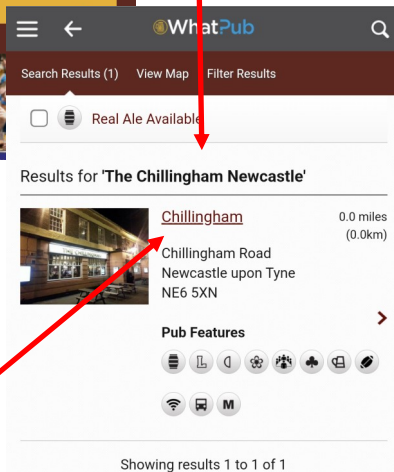 WhatPub
Search Results (1) View Map Filter Results
Real Ale Available
Results for 'The Chillingham Newcastle'
Chillingham 0.0 miles
(0.0km)
Chillingham Road
Newcastle upon Tyne
NE6 5XN
Pub Features
L M
Showing results 1 to 1 of 1